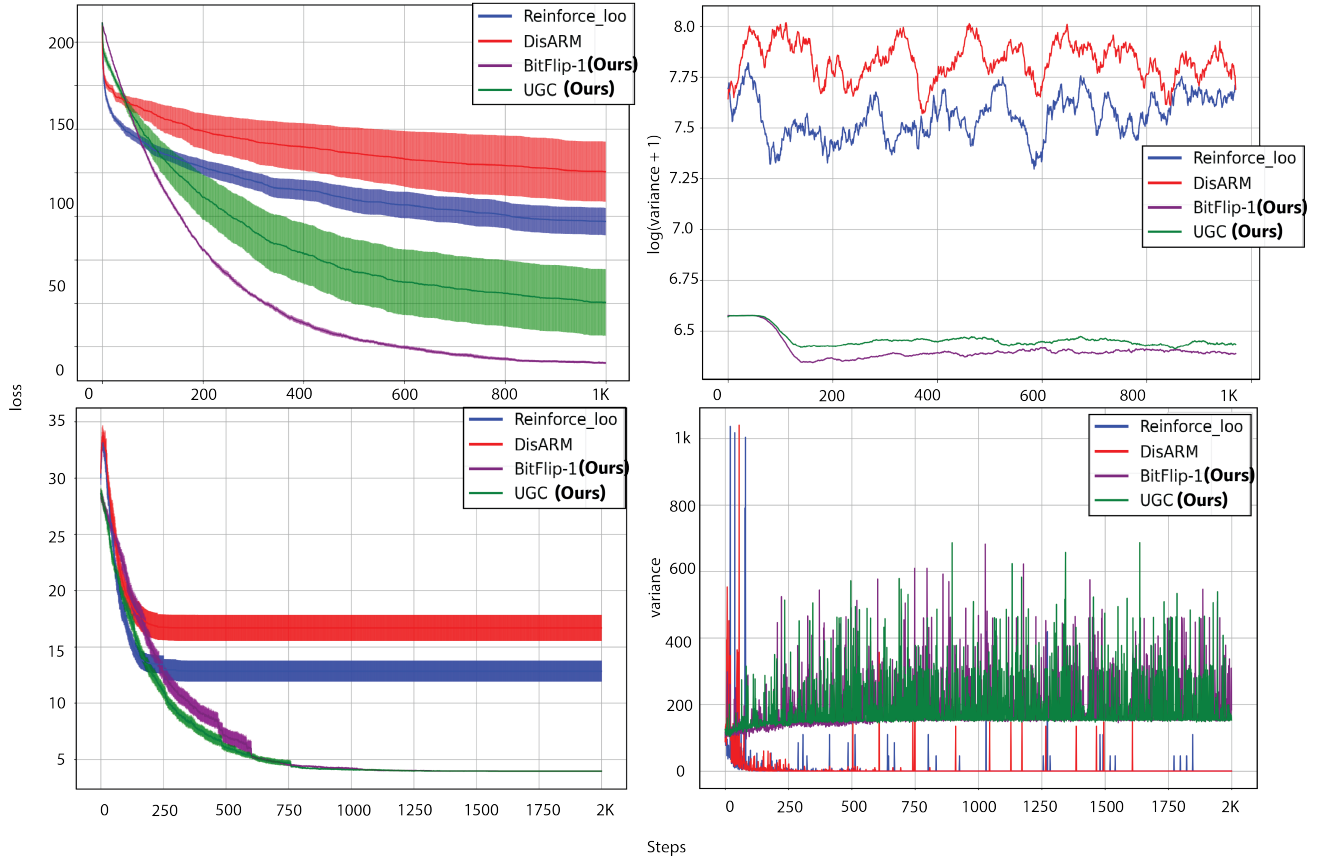 Reinforce_loo
DisARM
BitFlip-1(Ours)
UGC (Ours)
200
150
100
50
0
0 200 400 600 800 1K
Reinforce_loo
DisARM
BitFlip-1(Ours)
UGC (Ours)
8.0
7.75
7.5
7.25
7.0
6.75
6.5
log(variance + 1)
0 200 400 600 800 1K
loss
Reinforce_loo
DisARM
BitFlip-1(Ours)
UGC (Ours)
35
30
25
20
15
10
5
0 250 500 750 1000 1250 1500 1750 2K
Reinforce_loo
DisARM
BitFlip-1(Ours)
UGC (Ours)
1k
800
600
400
200
0
variance
0 250 500 750 1000 1250 1500 1750 2K
Steps